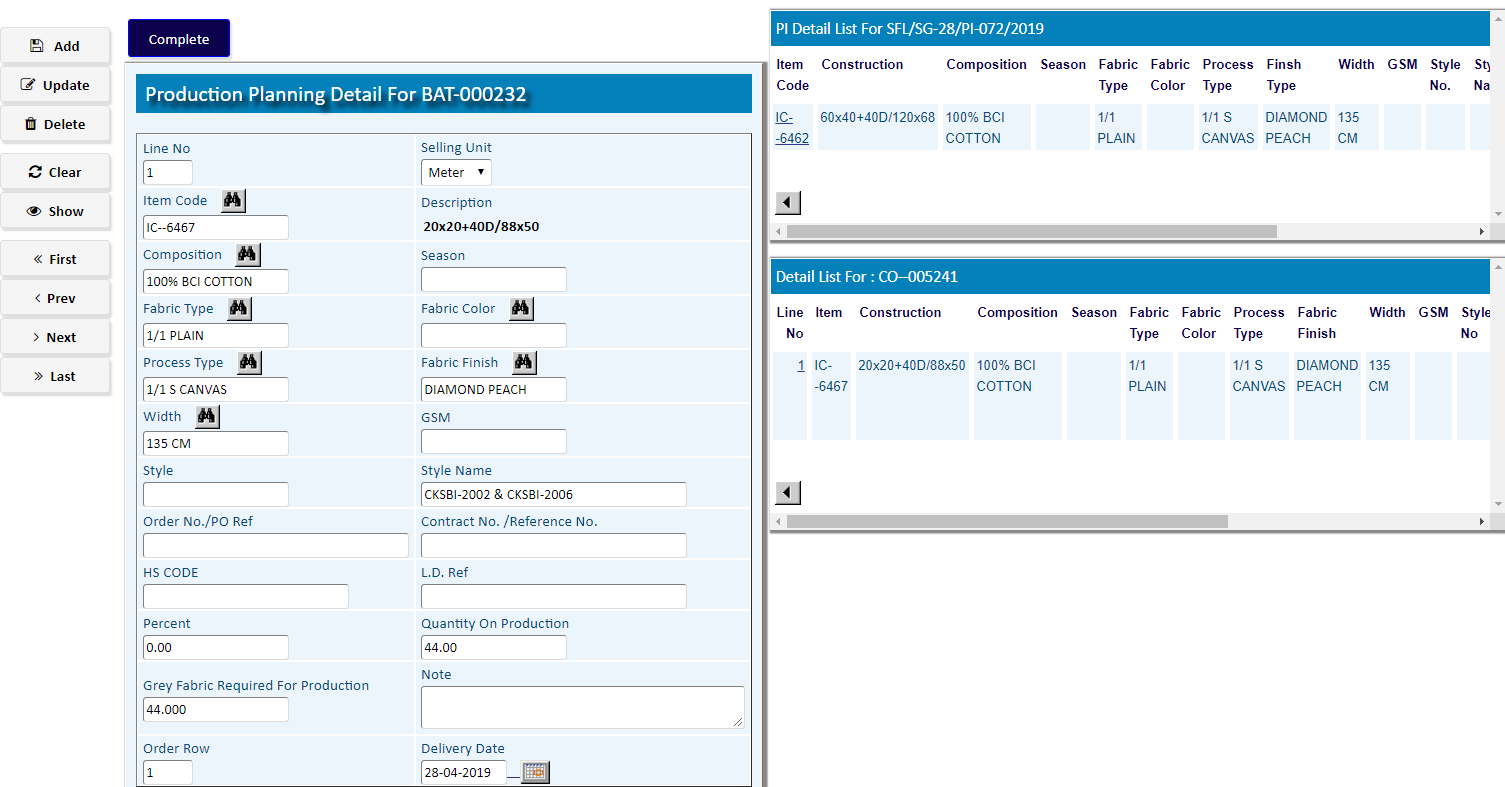 Add
Update
Delete
Clear
Show
« First
‹ Prev
› Next
» Last
Complete
Production Planning Detail For BAT-000232
Line No
1
Selling Unit
Meter
Item Code
IC--6467
Description
20x20+40D/88x50
Composition
100% BCI COTTON
Season
Fabric Type
1/1 PLAIN
Fabric Color
Process Type
1/1 S CANVAS
Fabric Finish
DIAMOND PEACH
Width
135 CM
GSM
Style
Style Name
CKSBI-2002 & CKSBI-2006
Order No./PO Ref
Contract No. /Reference No.
HS CODE
L.D. Ref
Percent
0.00
Quantity On Production
44.00
Grey Fabric Required For Production
44.000
Note
Order Row
1
Delivery Date
28-04-2019
PI Detail List For SFL/SG-28/PI-072/2019
Item Construction Composition Season Fabric Fabric Process Finsh Width GSM Style Sty
Code Type Color Type Type No. Na
IC- 60x40+40D/120x68 100% BCI 1/1 1/1 S DIAMOND 135
-6462 COTTON PLAIN CANVAS PEACH CM
Detail List For : CO--005241
Line Item Construction Composition Season Fabric Fabric Process Fabric Width GSM Style
No Type Color Type Finish No
1 IC- 20x20+40D/88x50 100% BCI 1/1 1/1 S DIAMOND 135
-6467 COTTON PLAIN CANVAS PEACH CM